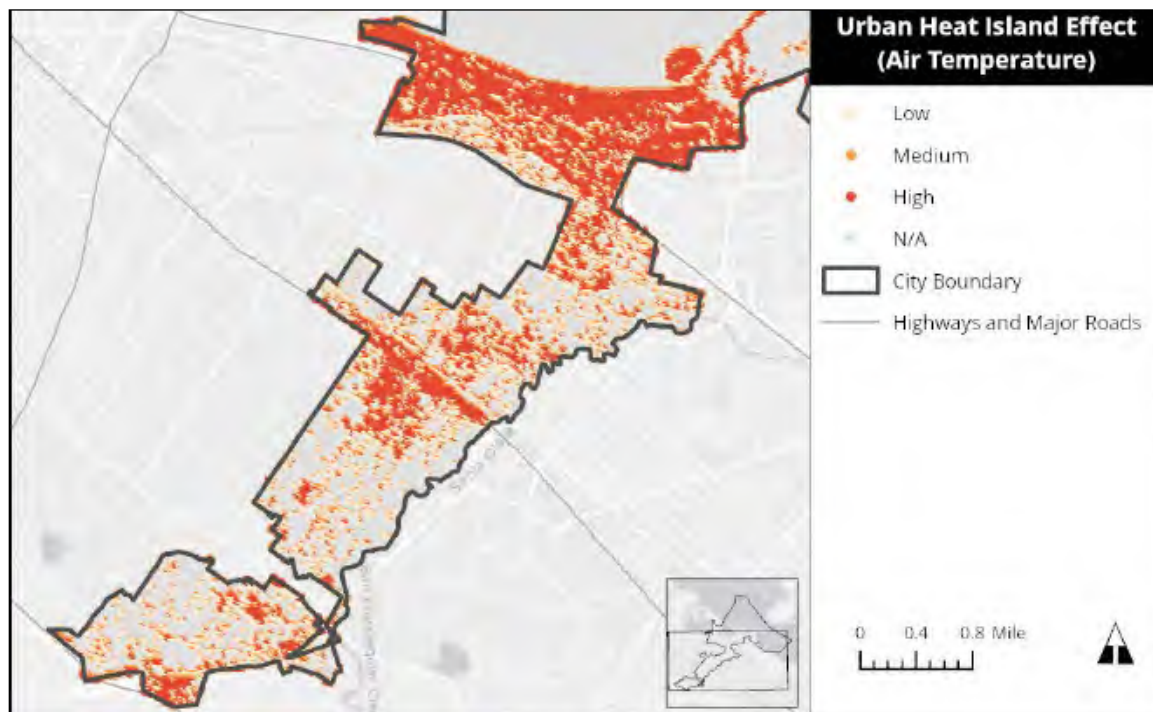 Urban Heat Island Effect
(Air Temperature)
Low
Medium
High
N/A
City Boundary
Highways and Major Roads
0 0.4 0.8 Mile